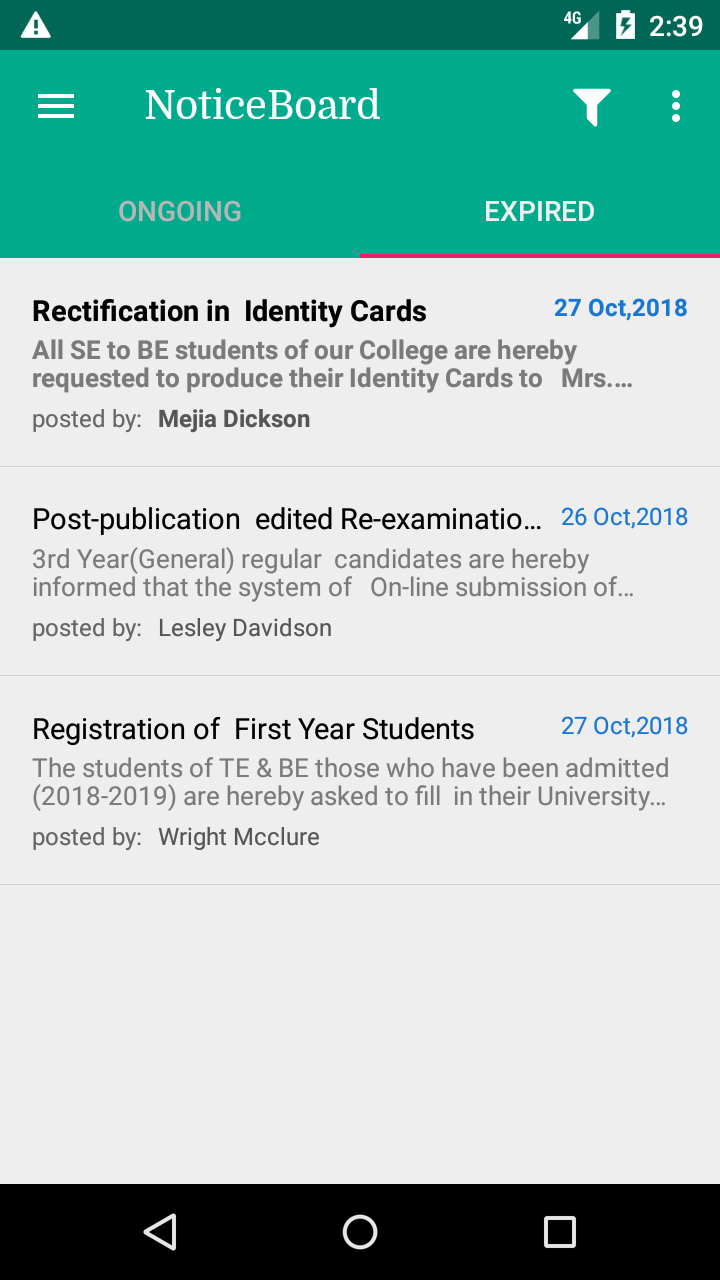 4G 2:39
NoticeBoard
ONGOING EXPIRED
Rectification in  Identity Cards 27 Oct,2018
All SE to BE students of our College are hereby
requested to produce their Identity Cards to   Mrs.…
posted by: Mejia Dickson
Post-publication  edited Re-examinatio… 26 Oct,2018
3rd Year(General) regular  candidates are hereby
informed that the system of   On-line submission of…
posted by: Lesley Davidson
Registration of  First Year Students 27 Oct,2018
The students of TE & BE those who have been admitted
(2018-2019) are hereby asked to fill  in their University…
posted by: Wright Mcclure